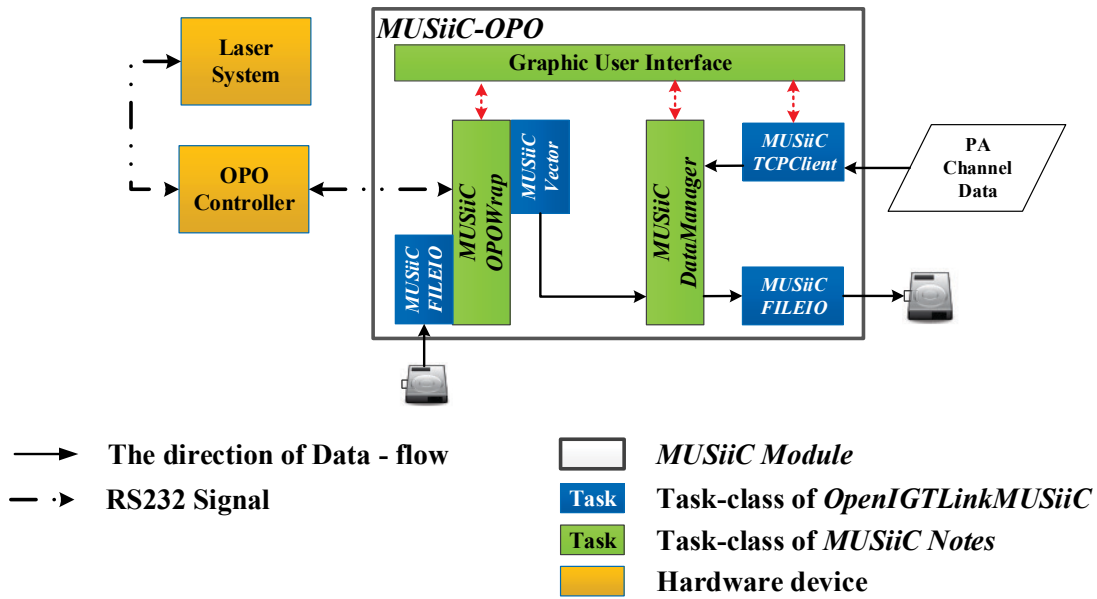 MUSiiC-OPO
Graphic User Interface
Laser
System
OPO
Controller
MUSiiC
FILEIO
MUSiiC
OPOWrap
MUSiiC
Vector
MUSiiC
DataManager
MUSiiC
TCPClient
PA
Channel
Data
MUSiiC
FILEIO
The direction of Data - flow
RS232 Signal
MUSiiC Module
Task Task-class of OpenIGTLinkMUSiiC
Task Task-class of MUSiiC Notes
Hardware device